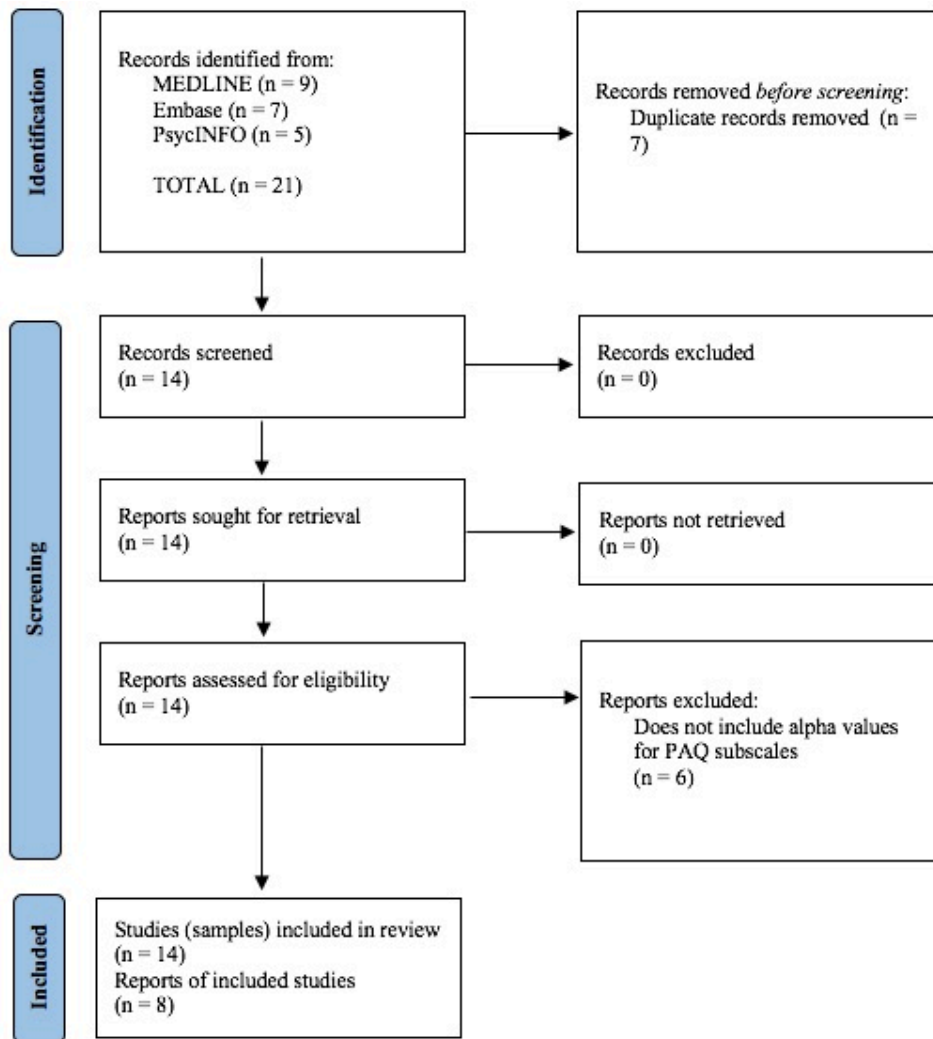 Identification
Records identified from:
MEDLINE (n = 9)
Embase (n = 7)
PsycINFO (n = 5)
TOTAL (n = 21)
Records removed before screening:
Duplicate records removed (n =
7)
Screening
Records screened
(n = 14)
Records excluded
(n = 0)
Reports sought for retrieval
(n = 14)
Reports not retrieved
(n = 0)
Reports assessed for eligibility
(n = 14)
Reports excluded:
Does not include alpha values
for PAQ subscales
(n = 6)
Included
Studies (samples) included in review
(n = 14)
Reports of included studies
(n = 8)